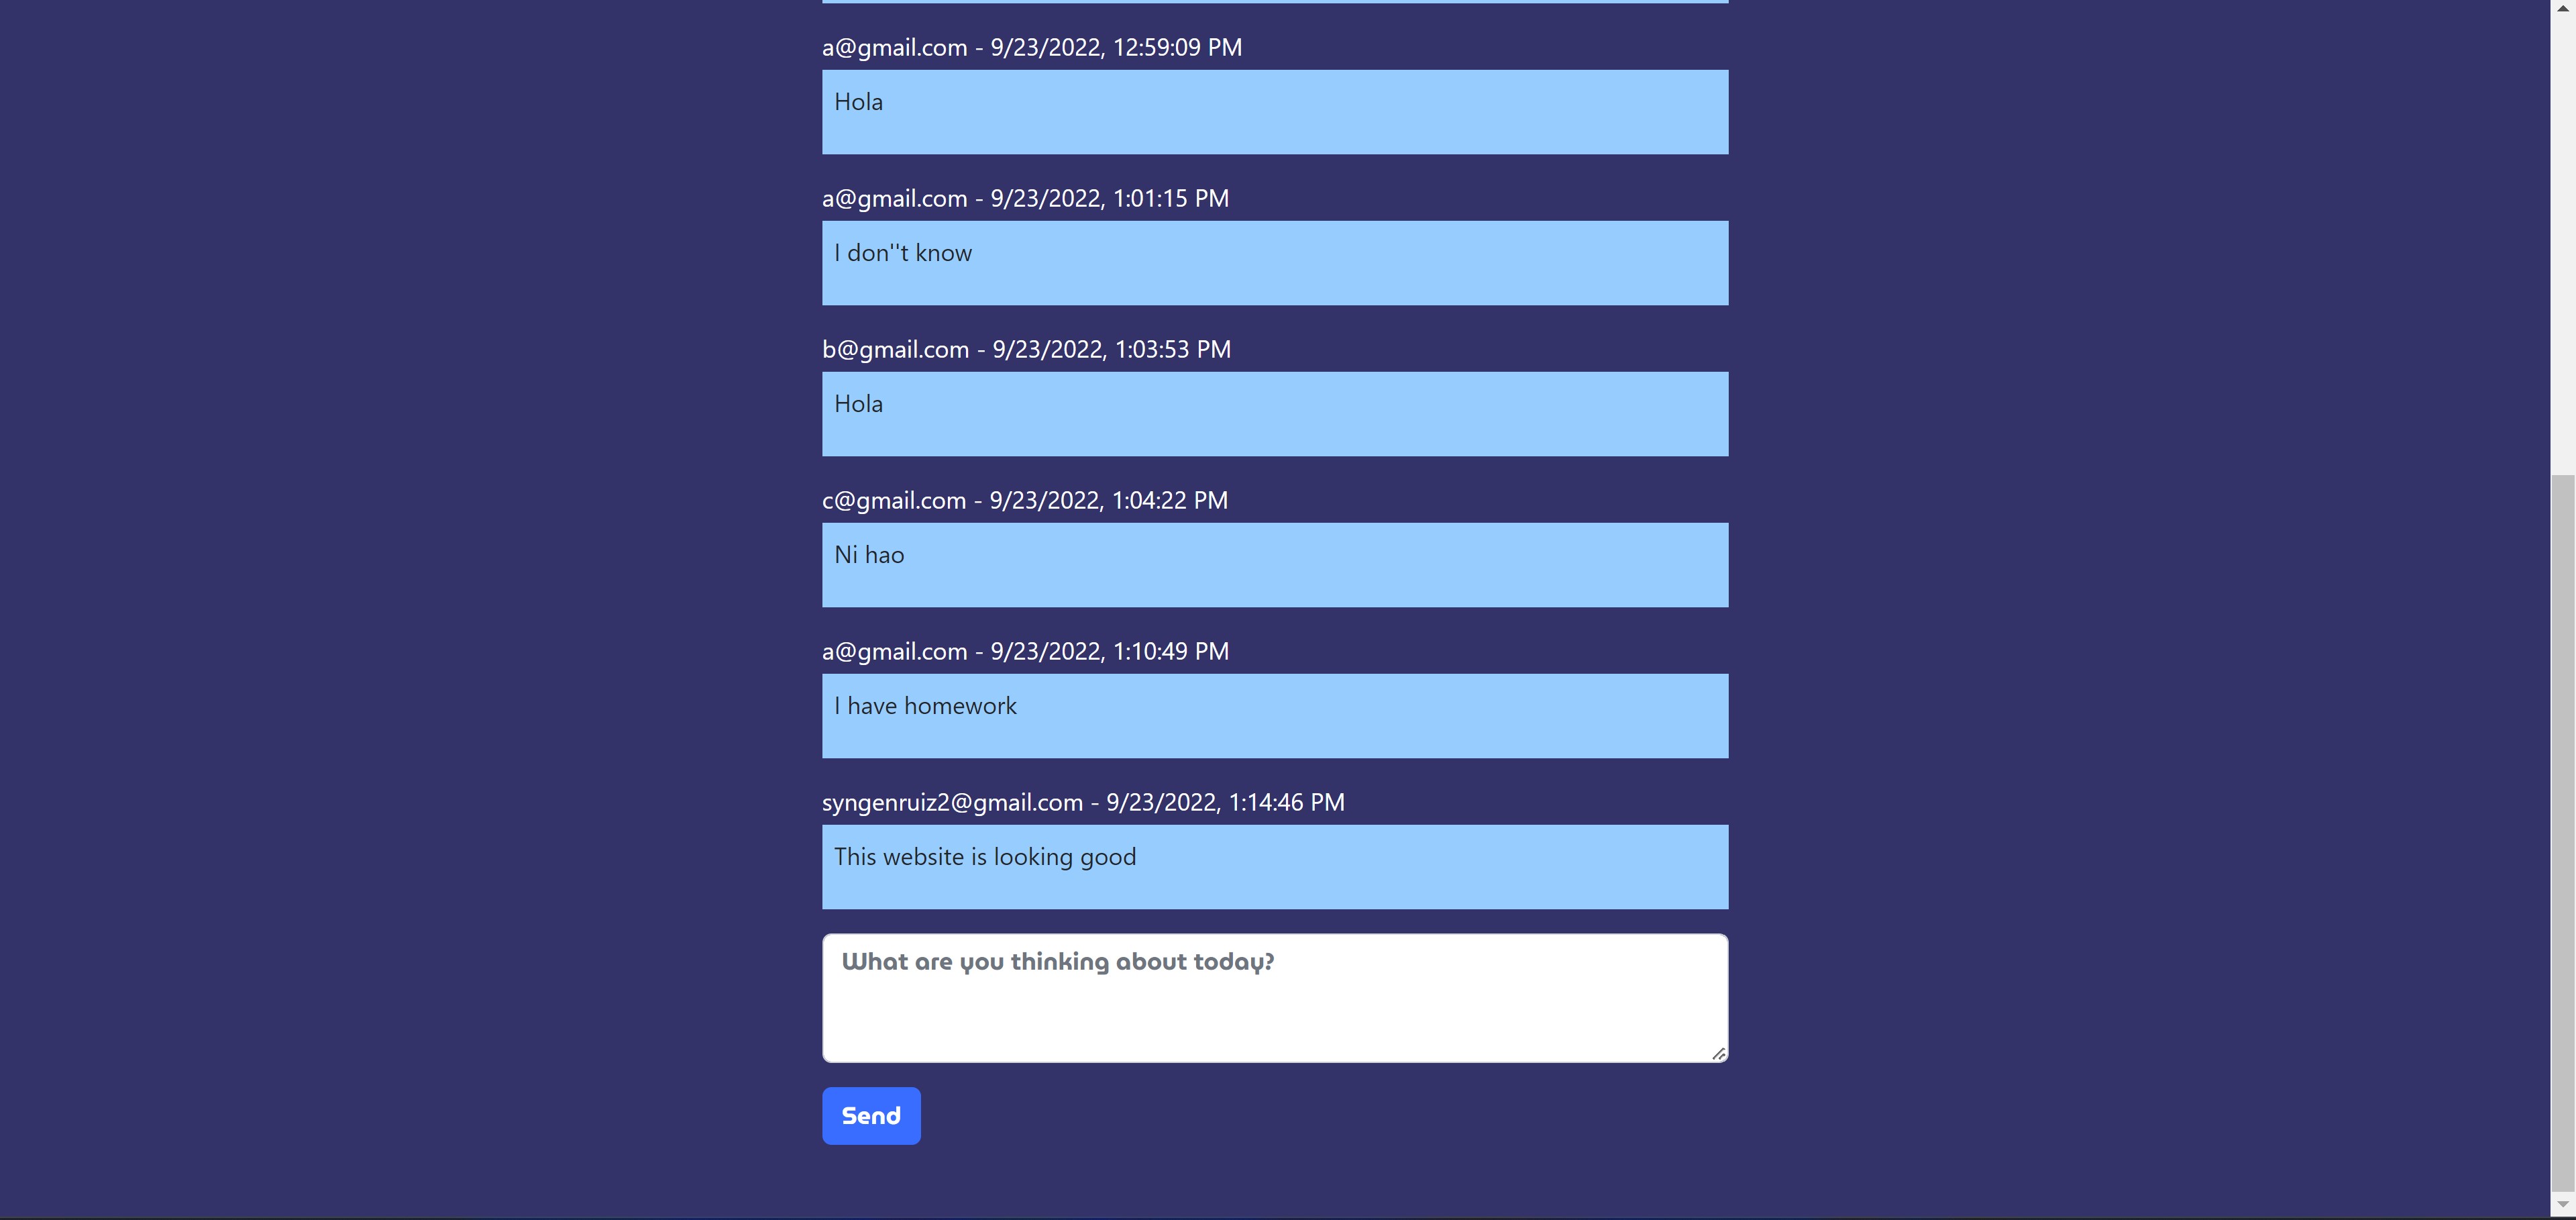 a@gmail.com - 9/23/2022, 12:59:09 PM
Hola
a@gmail.com - 9/23/2022, 1:01:15 PM
I don''t know
b@gmail.com - 9/23/2022, 1:03:53 PM
Hola
c@gmail.com - 9/23/2022, 1:04:22 PM
Ni hao
a@gmail.com - 9/23/2022, 1:10:49 PM
I have homework
syngenruiz2@gmail.com - 9/23/2022, 1:14:46 PM
This website is looking good
What are you thinking about today?
Send